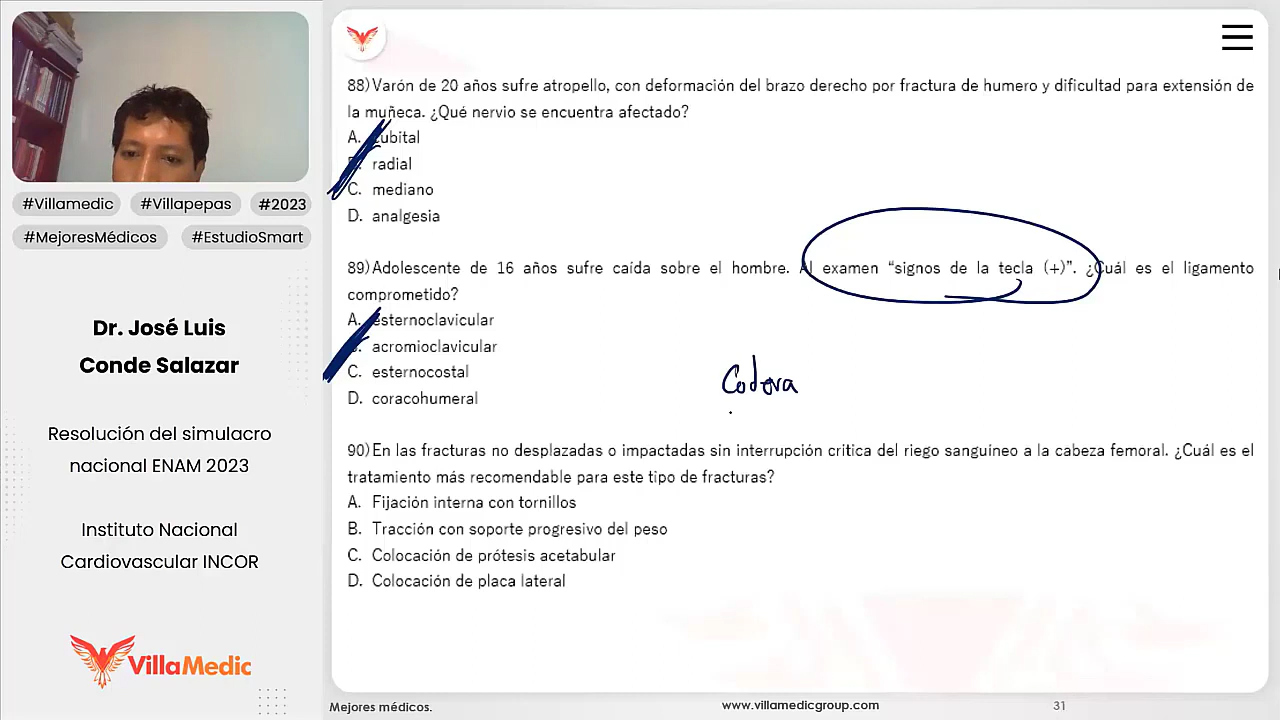 88) Varón de 20 años sufre atropello, con deformación del brazo derecho por fractura de humero y dificultad para extensión de
la muñeca. ¿Qué nervio se encuentra afectado?
A. cubital
B. radial
C. mediano
D. analgesia
89) Adolescente de 16 años sufre caída sobre el hombre. Al examen “signos de la tecla (+)”. ¿Cuál es el ligamento
comprometido?
A. esternoclavicular
B. acromioclavicular
C. esternocostal
D. coracohumeral
90) En las fracturas no desplazadas o impactadas sin interrupción critica del riego sanguíneo a la cabeza femoral. ¿Cuál es el
tratamiento más recomendable para este tipo de fracturas?
A. Fijación interna con tornillos
B. Tracción con soporte progresivo del peso
C. Colocación de prótesis acetabular
D. Colocación de placa lateral
#Villamedic #Villapepas #2023
#MejoresMédicos #EstudioSmart
Dr. José Luis
Conde Salazar
Resolución del simulacro
nacional ENAM 2023
Instituto Nacional
Cardiovascular INCOR
VillaMedic
Mejores médicos.
www.villamedicgroup.com
31